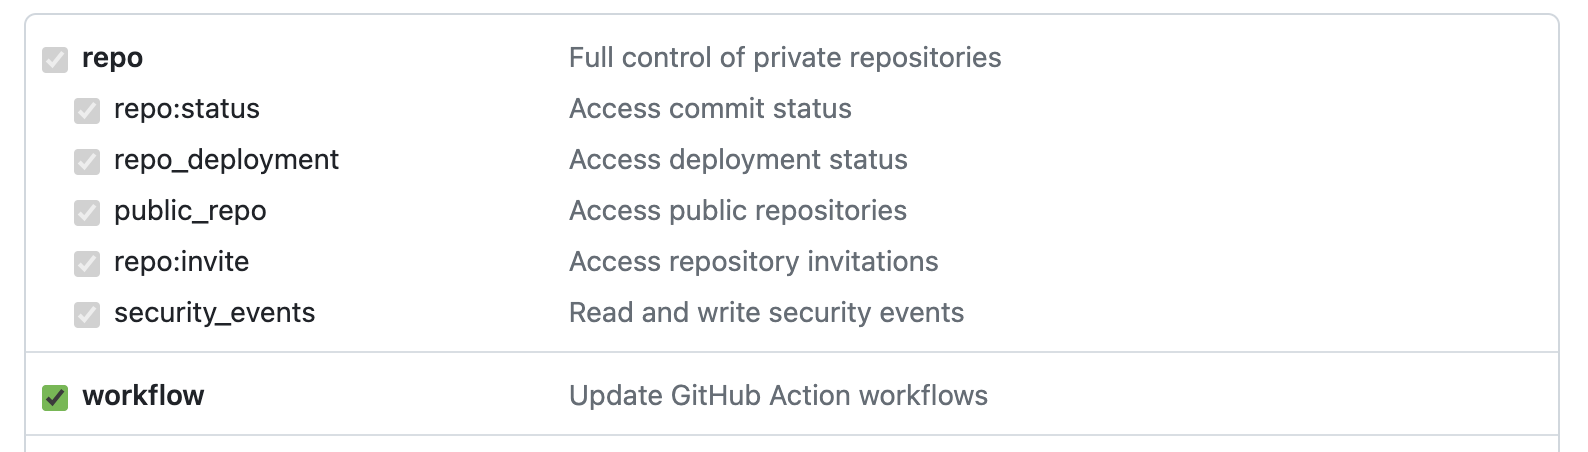 repo Full control of private repositories
repo:status Access commit status
repo_deployment Access deployment status
public_repo Access public repositories
repo:invite Access repository invitations
security_events Read and write security events
workflow Update GitHub Action workflows